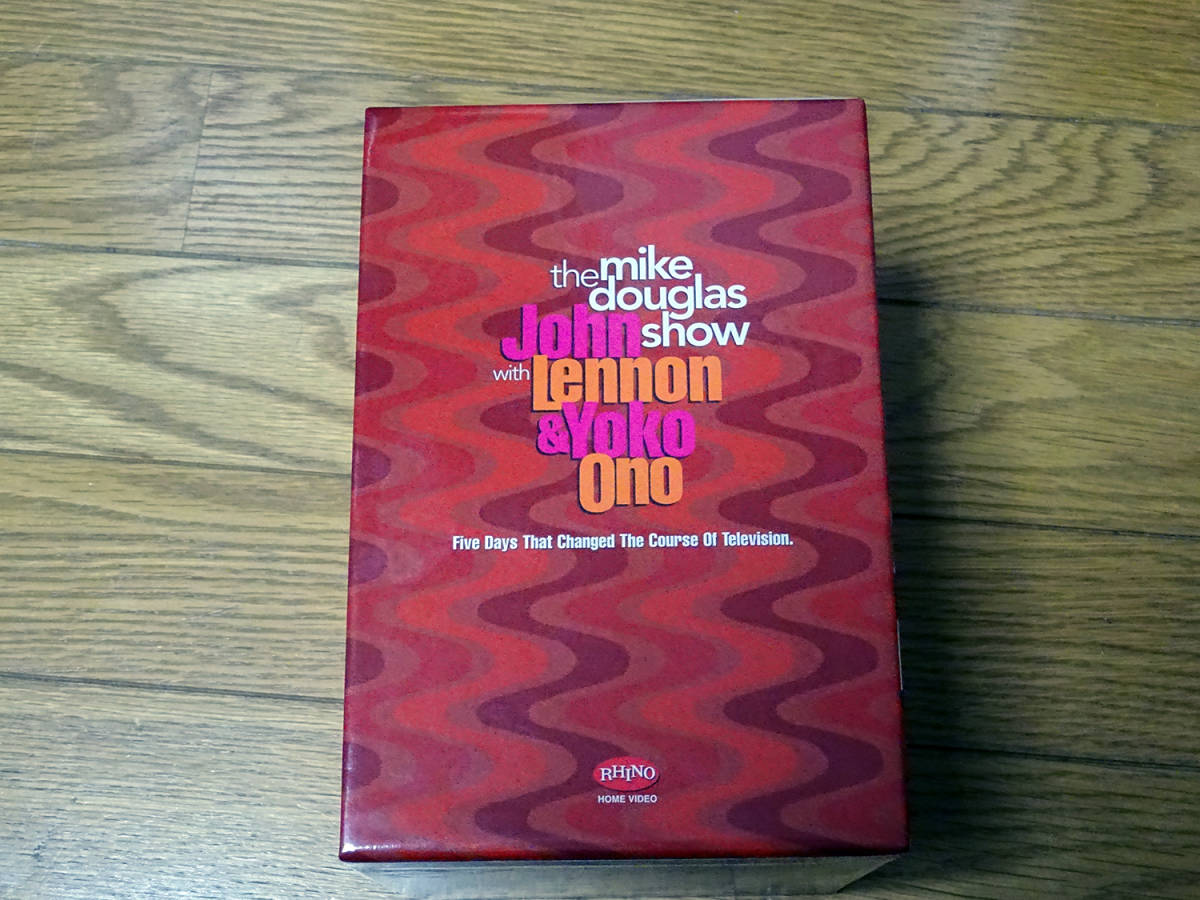 the mike
douglas
John show
with Lennon
& Yoko
Ono
Five Days That Changed The Course Of Television.
RHINO
HOME VIDEO